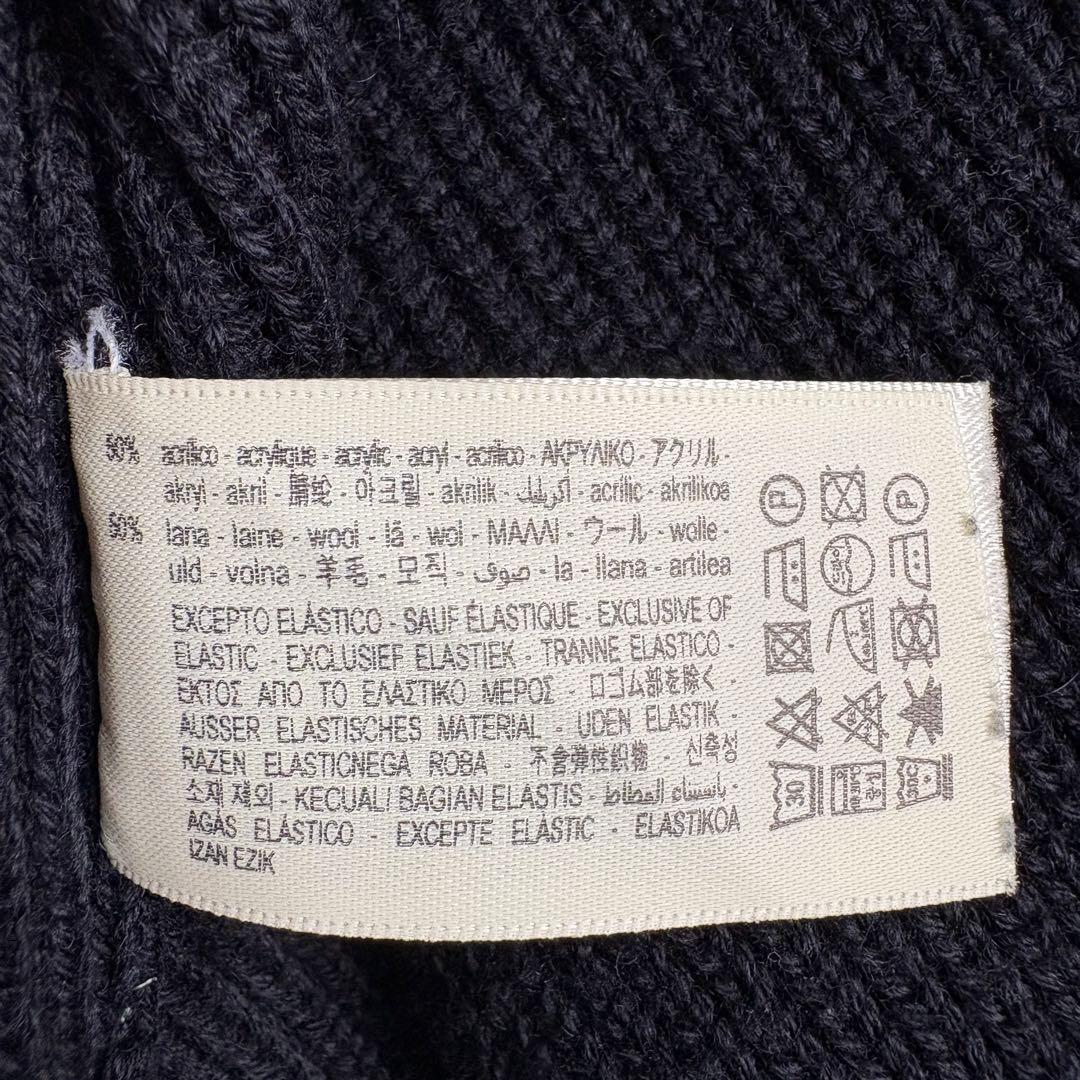 50% acrílico - acrylique - acrylic - acryl - acrilico - ΑΚΡΥΛΙΚΟ - アクリル -
akryl - akril - 腈纶 - 아크릴 - akrilik - اكريليك - acrílic - akrilikoa
50% lana - laine - wool - lã - wol - ΜΑΛΛΙ - ウール - wolle -
uld - volna - 羊毛 - 모직 - صوف - la - llana - artilea
EXCEPTO ELÁSTICO - SAUF ÉLASTIQUE - EXCLUSIVE OF
ELASTIC - EXCLUSIEF ELASTIEK - TRANNE ELASTICO -
ΕΚΤΟΣ ΑΠΟ ΤΟ ΕΛΑΣΤΙΚΟ ΜΕΡΟΣ - ロゴム部を除く -
AUSSER ELASTISCHES MATERIAL - UDEN ELASTIK -
RAZEN ELASTICNEGA ROBA - 不含弹性织物 - 신축성
소재 제외 - KECUALI BAGIAN ELASTIS - باستثناء المطاط -
AGÁS ELÁSTICO - EXCEPTE ELÀSTIC - ELASTIKOA
IZAN EZIK
P
P
30